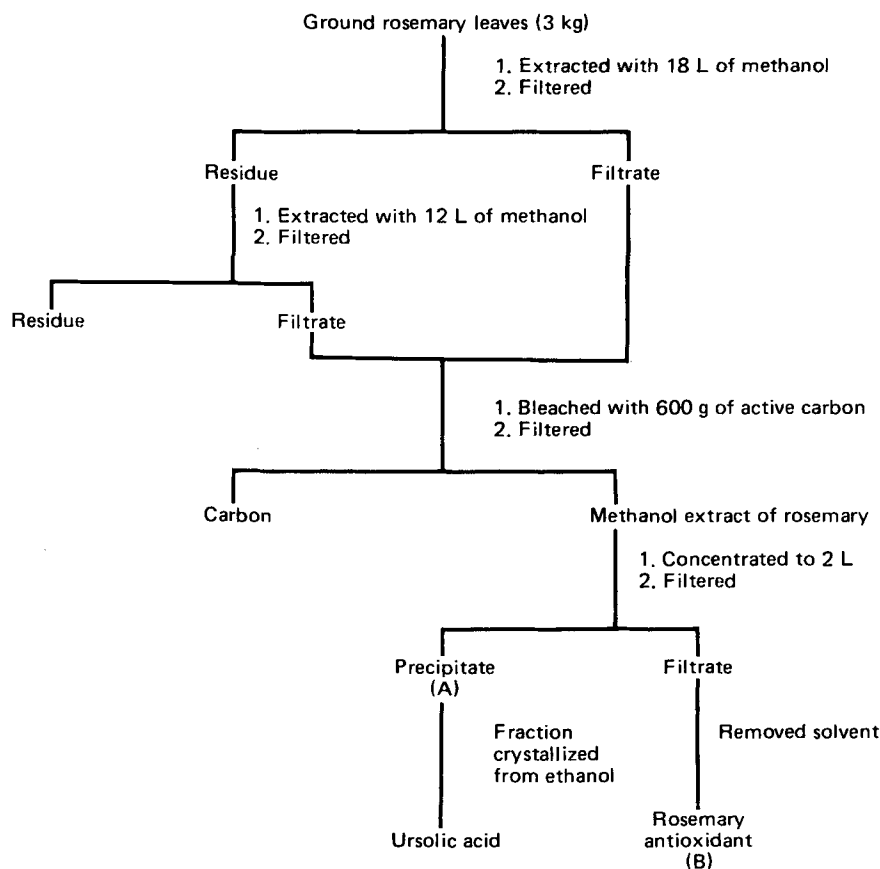 Ground rosemary leaves (3 kg)
1. Extracted with 18 L of methanol
2. Filtered
Residue
Filtrate
1. Extracted with 12 L of methanol
2. Filtered
Residue
Filtrate
1. Bleached with 600 g of active carbon
2. Filtered
Carbon
Methanol extract of rosemary
1. Concentrated to 2 L
2. Filtered
Precipitate
(A)
Filtrate
Fraction
crystallized
from ethanol
Removed solvent
Ursolic acid
Rosemary
antioxidant
(B)